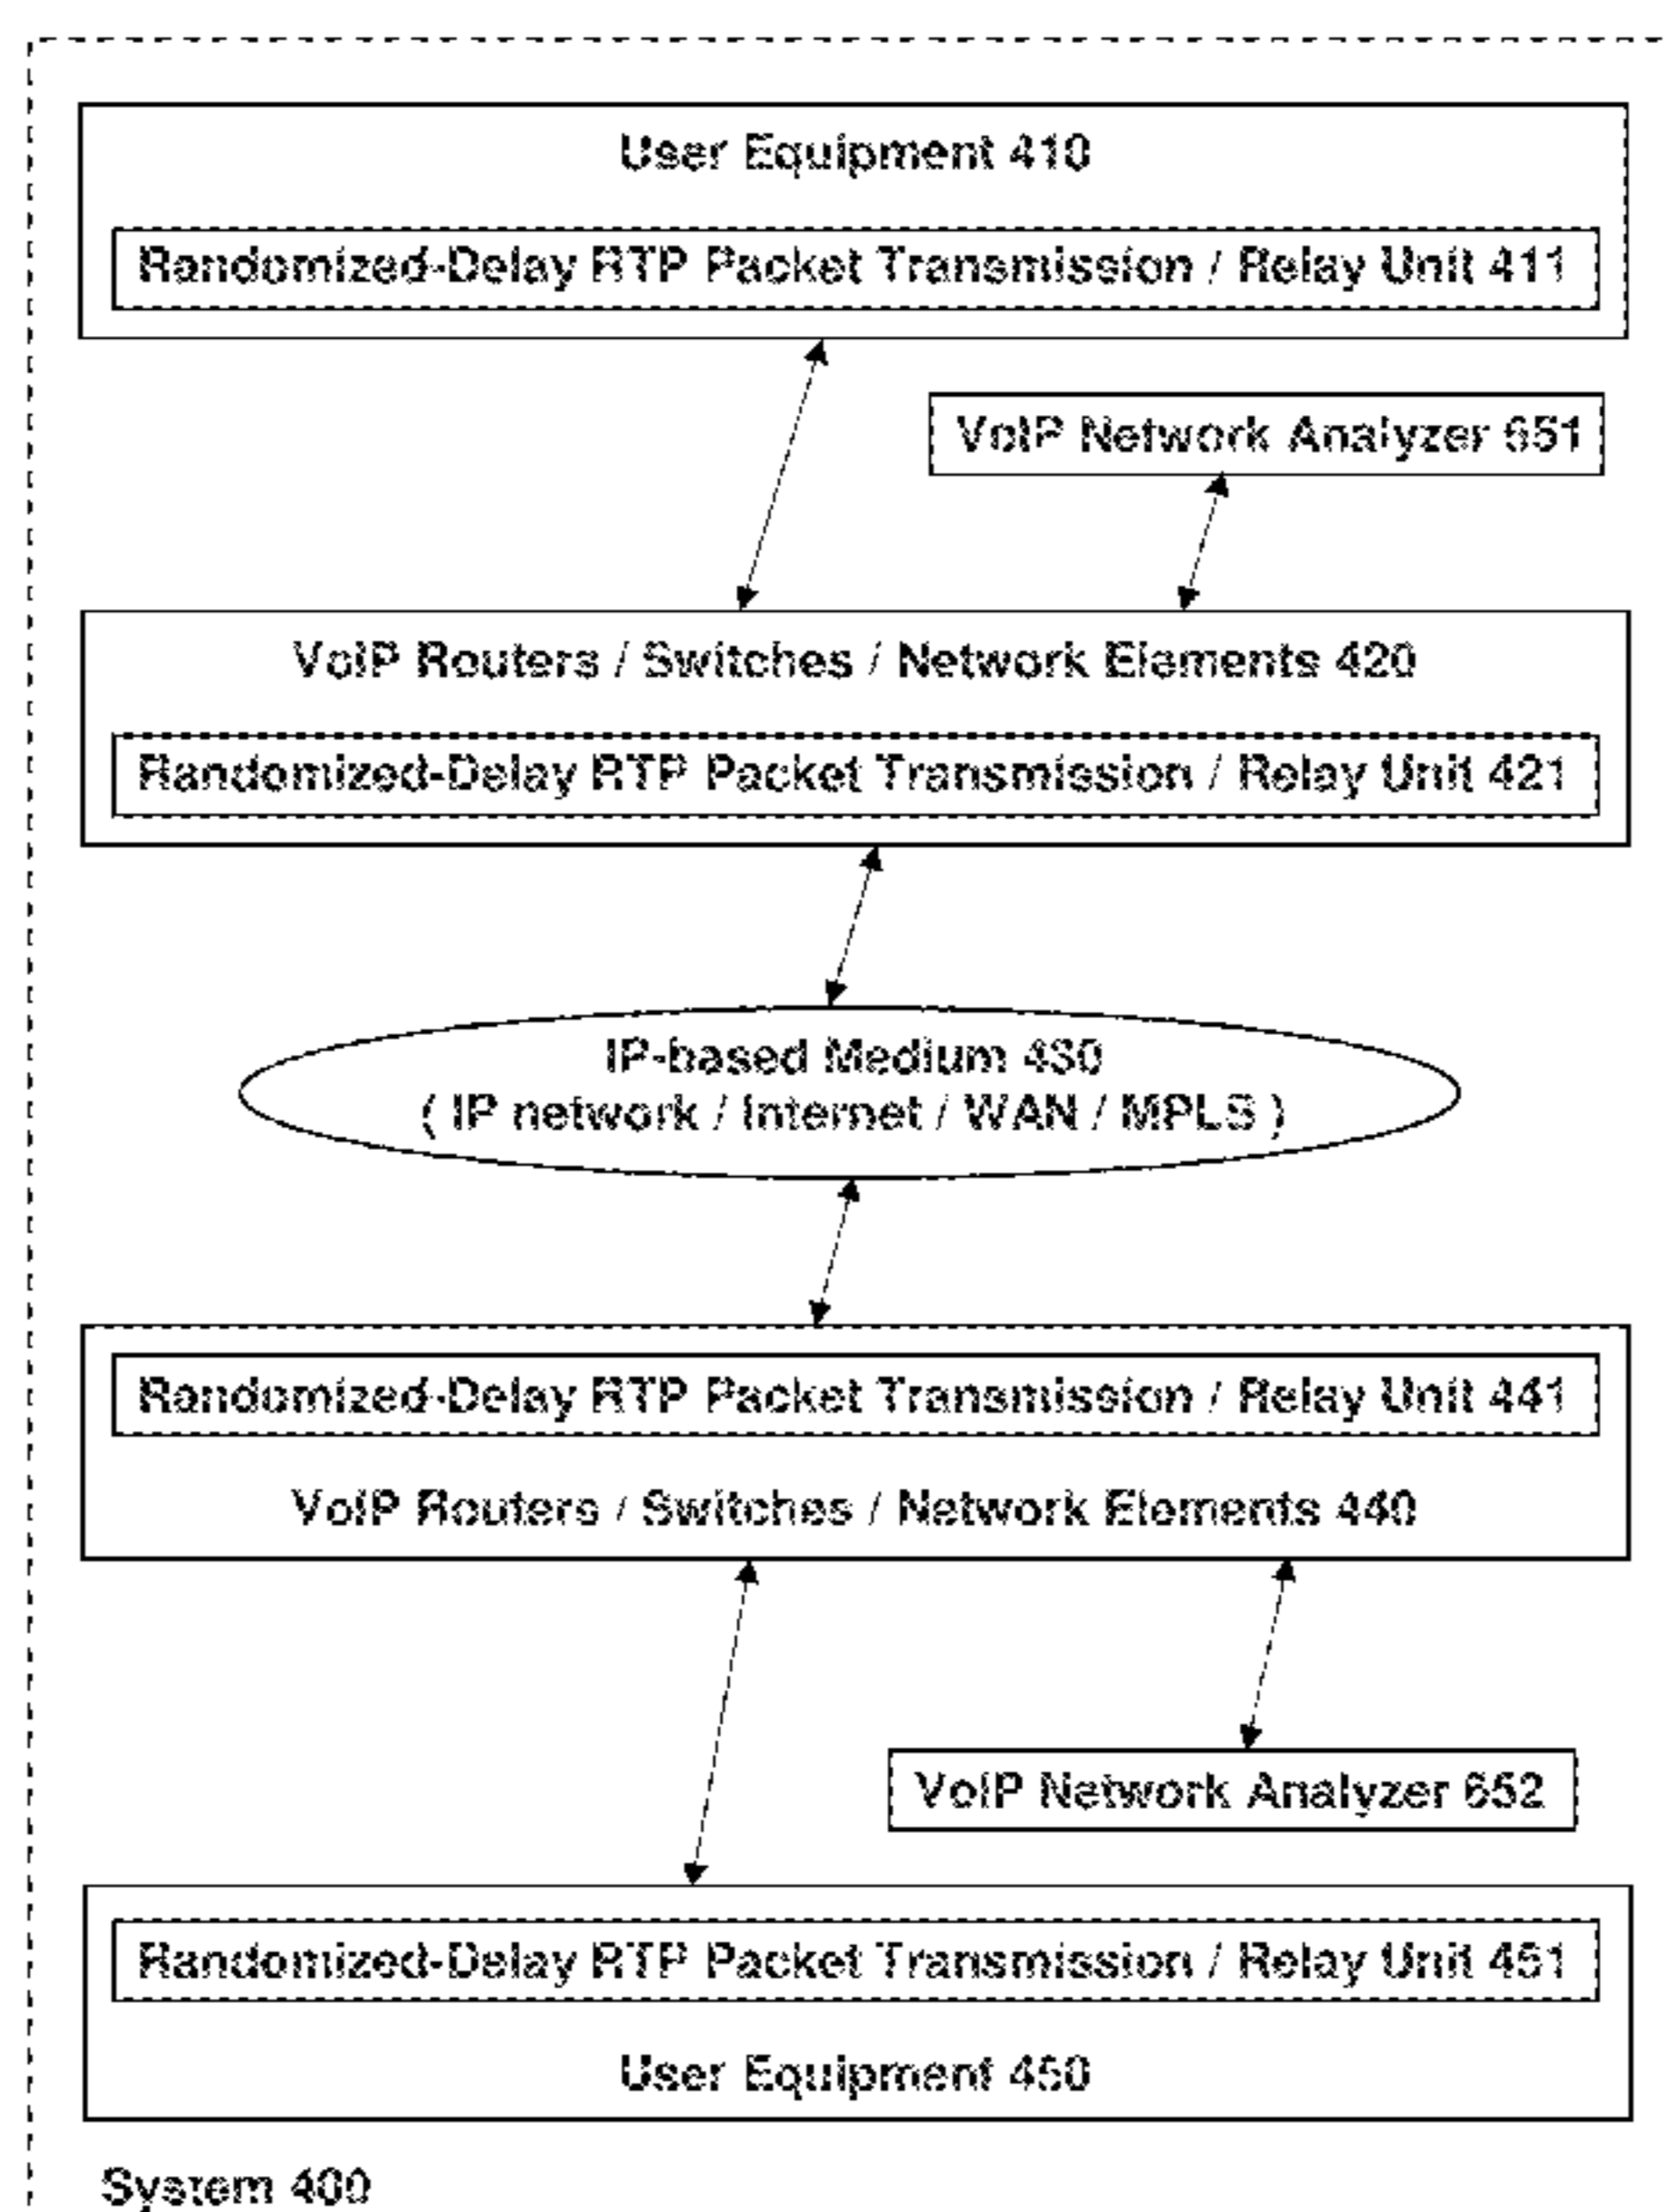 User Equipment 410
Randomized-Delay RTP Packet Transmission / Relay Unit 411
VoIP Network Analyzer 651
VoIP Routers / Switches / Network Elements 420
Randomized-Delay RTP Packet Transmission / Relay Unit 421
IP-based Medium 430
( IP network / Internet / WAN / MPLS )
Randomized-Delay RTP Packet Transmission / Relay Unit 441
VoIP Routers / Switches / Network Elements 440
VoIP Network Analyzer 652
Randomized-Delay RTP Packet Transmission / Relay Unit 451
User Equipment 450
System 400